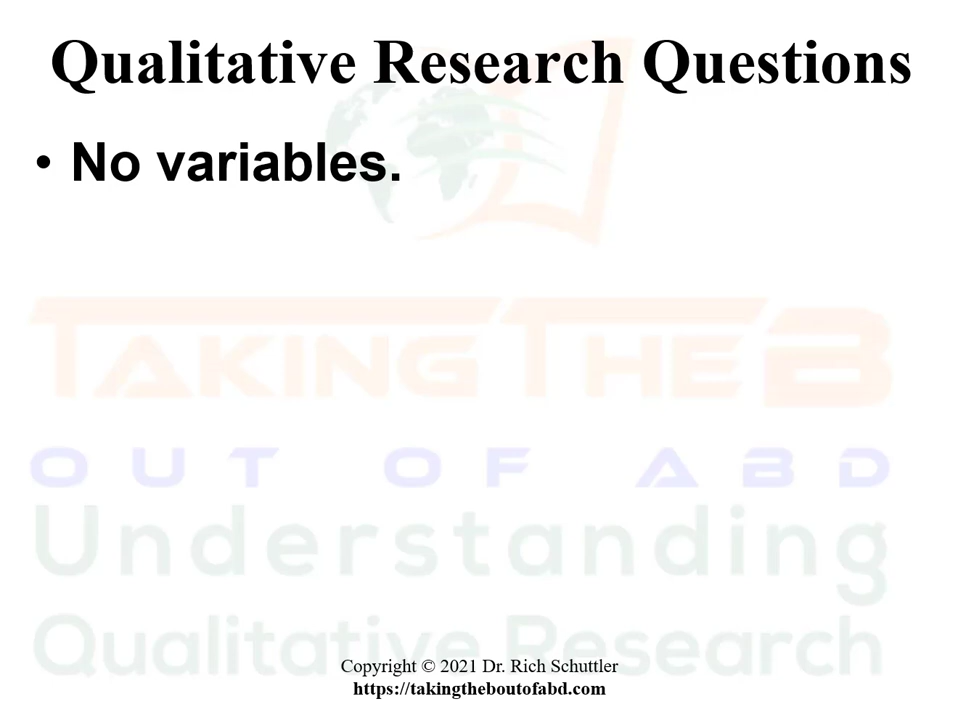 Qualitative Research Questions
• No variables.
TAKING THE B
OUT OF ABD
Understanding
Qualitative Research
Copyright © 2021 Dr. Rich Schuttler
https://takingtheboutofabd.com